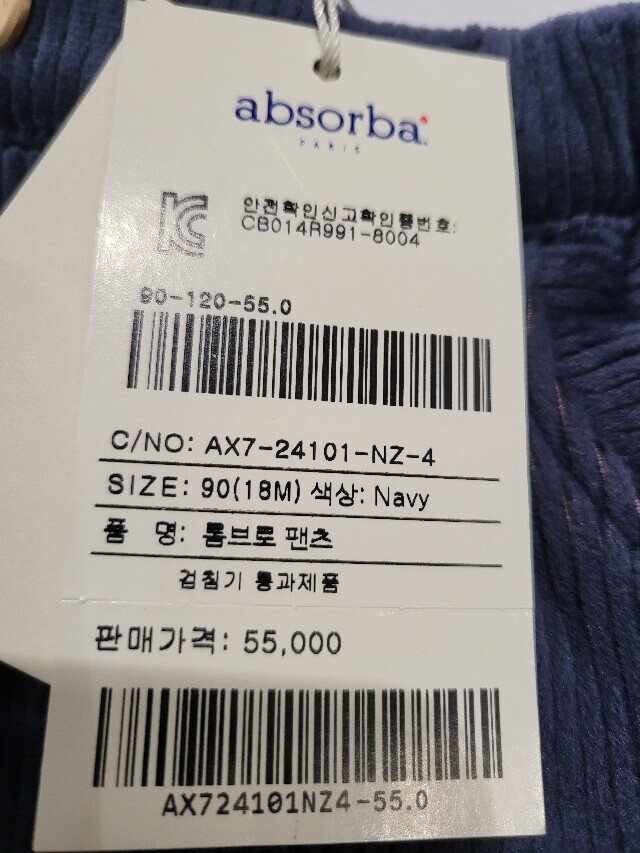 absorba
PARIS
KC
안전확인신고확인증번호:
CB014R991-8004
90-120-55.0
C/NO: AX7-24101-NZ-4
SIZE: 90(18M) 색상: Navy
품 명: 롬브로 팬츠
검침기 통과제품
판매가격: 55,000
AX724101NZ4-55.0